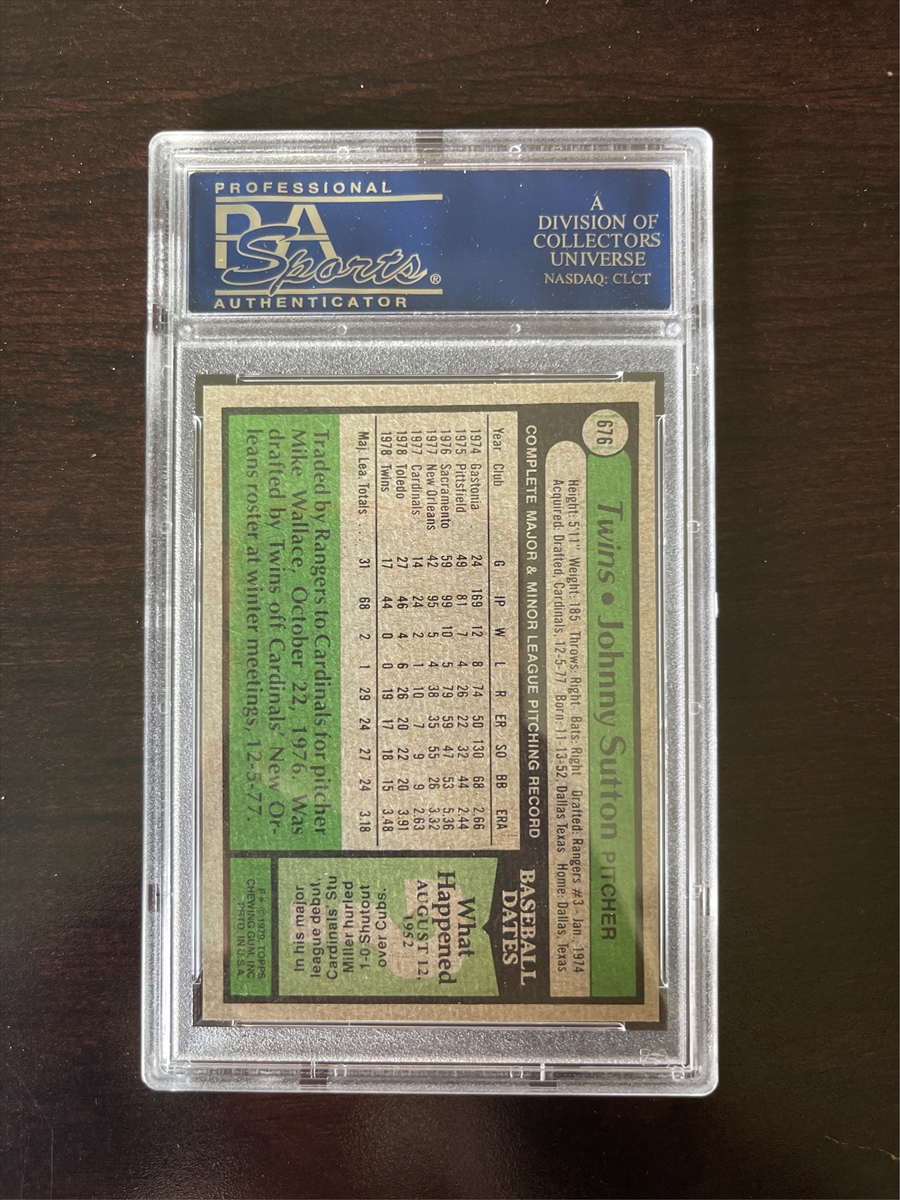 PROFESSIONAL
PSA
Sports®
AUTHENTICATOR
A
DIVISION OF
COLLECTORS
UNIVERSE
NASDAQ: CLCT
676
Twins • Johnny Sutton PITCHER
Height: 5'11" Weight: 185 Throws: Right Bats: Right Drafted: Rangers #3 - Jan., 1974
Acquired: Drafted, Cardinals, 12-5-77 Born: 11-13-52, Dallas Texas Home: Dallas, Texas
COMPLETE MAJOR & MINOR LEAGUE PITCHING RECORD
Year Club G IP W L R ER SO BB ERA
1974 Gastonia 24 169 12 8 74 50 130 68 2.66
1975 Pittsfield 49 81 7 4 26 22 32 44 2.44
1976 Sacramento 59 99 10 5 79 59 47 53 5.36
1977 New Orleans 42 95 5 4 38 35 55 26 3.32
1977 Cardinals 14 24 2 1 10 7 9 9 2.63
1978 Toledo 27 46 4 6 26 20 22 20 3.91
1978 Twins 17 44 0 0 19 17 18 15 3.48
Maj. Lea. Totals . . . . 31 68 2 1 29 24 27 24 3.18
Traded by Rangers to Cardinals for pitcher
Mike Wallace, October 22, 1976. Was
drafted by Twins off Cardinals' New Or-
leans roster at winter meetings, 12-5-77.
BASEBALL
DATES
What
Happened
AUGUST 12,
1952
In his major
league debut,
Cardinals' Stu
Miller hurled
1-0 Shutout
over Cubs.
F* © 1979, TOPPS
CHEWING GUM, INC.
PRTD. IN U.S.A.